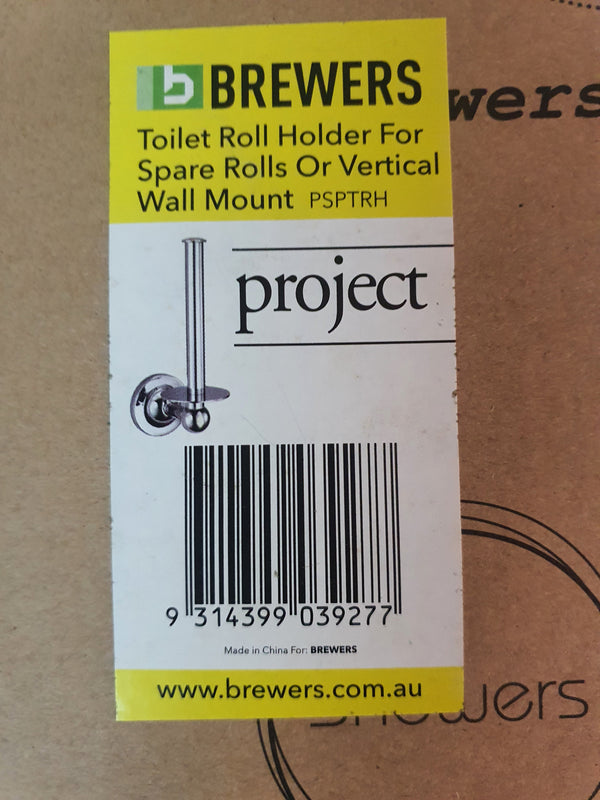 BREWERS
wers
Toilet Roll Holder For
Spare Rolls Or Vertical
Wall Mount PSPTRH
project
9 314399 039277
Made in China For: BREWERS
www.brewers.com.au
showers